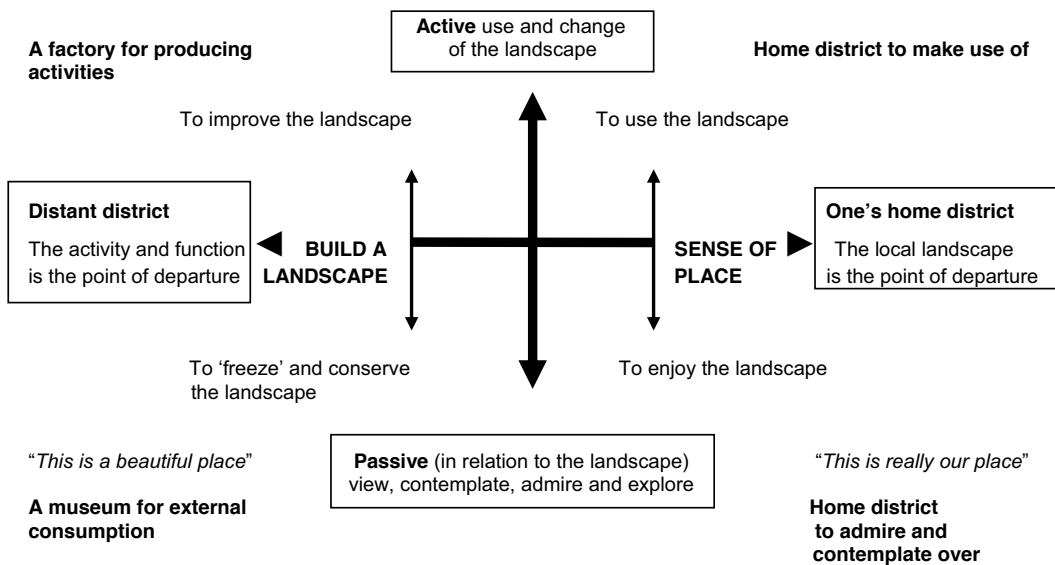 Active use and change
of the landscape
A factory for producing
activities
Home district to make use of
To improve the landscape
To use the landscape
Distant district
The activity and function
is the point of departure
BUILD A
LANDSCAPE
SENSE OF
PLACE
One’s home district
The local landscape
is the point of departure
To ‘freeze’ and conserve
the landscape
To enjoy the landscape
“This is a beautiful place”
Passive (in relation to the landscape)
view, contemplate, admire and explore
“This is really our place”
A museum for external
consumption
Home district
to admire and
contemplate over